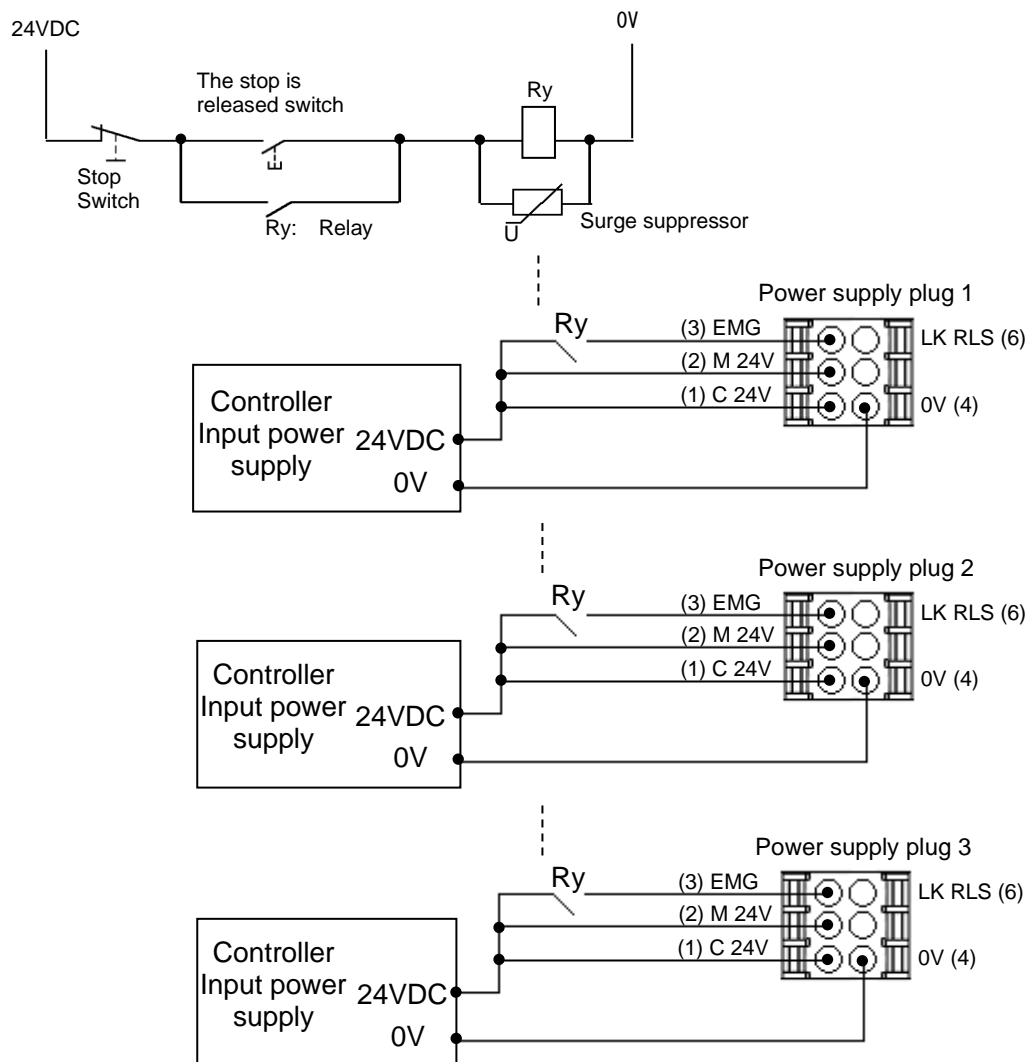 24VDC
0V
The stop is
released switch
Ry
Stop
Switch
Ry: Relay
U
Surge suppressor
Power supply plug 1
Ry
(3) EMG
LK RLS (6)
(2) M 24V
(1) C 24V
0V (4)
Controller
Input power
supply
24VDC
0V
Power supply plug 2
Ry
(3) EMG
LK RLS (6)
(2) M 24V
(1) C 24V
0V (4)
Controller
Input power
supply
24VDC
0V
Power supply plug 3
Ry
(3) EMG
LK RLS (6)
(2) M 24V
(1) C 24V
0V (4)
Controller
Input power
supply
24VDC
0V